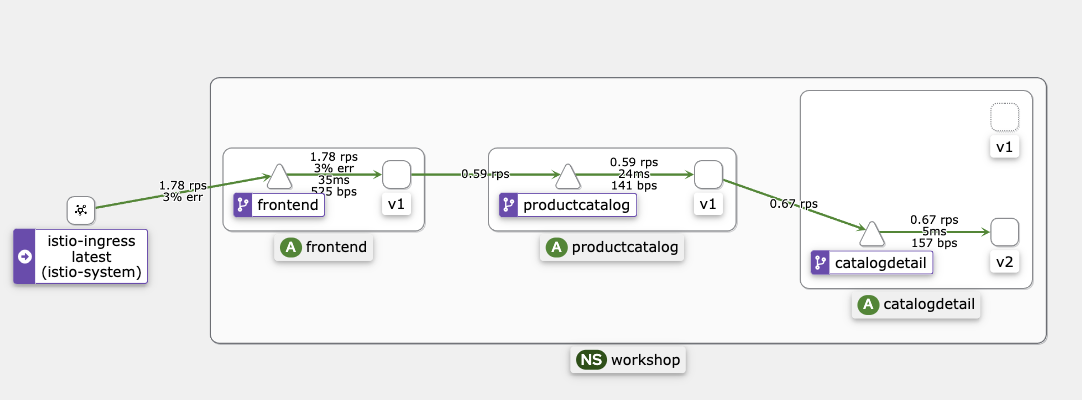 1.78 rps
3% err
istio-ingress
latest
(istio-system)
1.78 rps
3% err
35ms
525 bps
frontend
v1
A frontend
0.59 rps
0.59 rps
24ms
141 bps
productcatalog
v1
A productcatalog
0.67 rps
v1
0.67 rps
5ms
157 bps
catalogdetail
v2
A catalogdetail
NS workshop